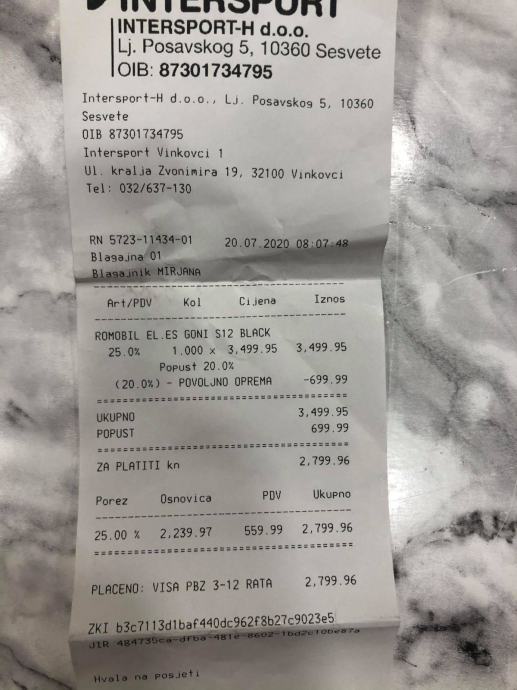 INTERSPORT
INTERSPORT-H d.o.o.
Lj. Posavskog 5, 10360 Sesvete
OIB: 87301734795
Intersport-H d.o.o., Lj. Posavskog 5, 10360
Sesvete
OIB 87301734795
Intersport Vinkovci 1
Ul. kralja Zvonimira 19, 32100 Vinkovci
Tel: 032/637-130
RN 5723-11434-01 20.07.2020 08:07:48
Blagajna 01
Blagajnik MIRJANA
Art/PDV Kol Cijena Iznos
ROMOBIL EL.ES GONI S12 BLACK
25.0% 1.000 x 3,499.95 3,499.95
Popust 20.0%
(20.0%) - POVOLJNO OPREMA -699.99
UKUPNO 3,499.95
POPUST 699.99
ZA PLATITI kn 2,799.96
Porez Osnovica PDV Ukupno
25.00 % 2,239.97 559.99 2,799.96
PLACENO: VISA PBZ 3-12 RATA 2,799.96
ZKI b3c7113d1baf440dc962f8b27c9023e5
JIR
Hvala na posjeti